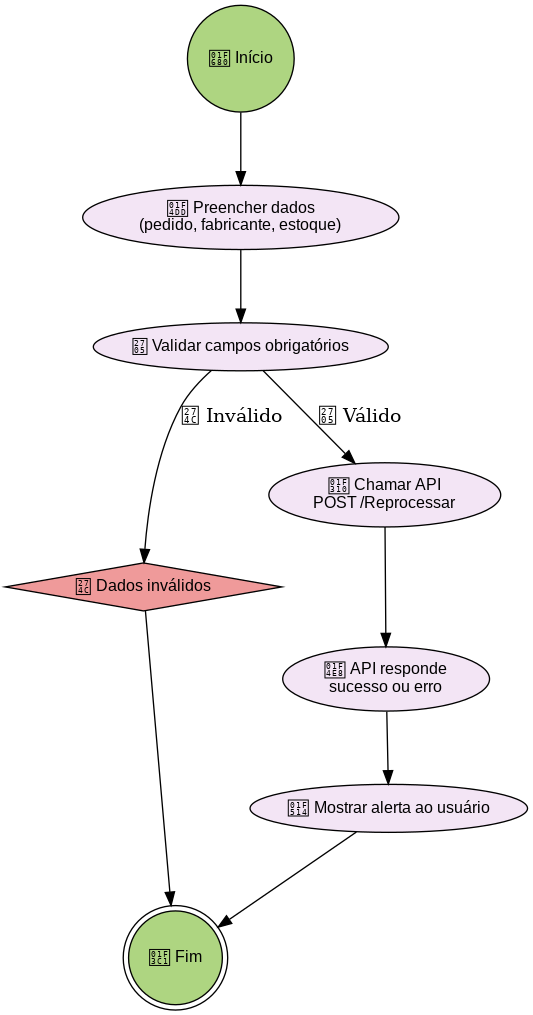 🚀 Início
📝 Preencher dados
(pedido, fabricante, estoque)
✅ Validar campos obrigatórios
❌ Inválido
✅ Válido
🌐 Chamar API
POST /Reprocessar
❌ Dados inválidos
📨 API responde
sucesso ou erro
🔔 Mostrar alerta ao usuário
🏁 Fim